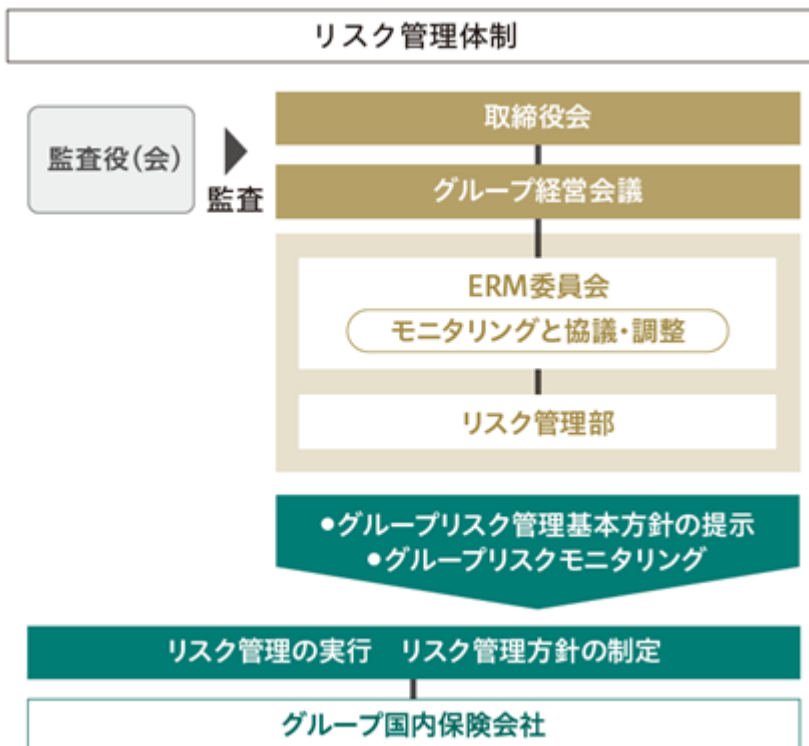 リスク管理体制
監査役(会)
監査
取締役会
グループ経営会議
ERM委員会
モニタリングと協議・調整
リスク管理部
●グループリスク管理基本方針の提示
●グループリスクモニタリング
リスク管理の実行　リスク管理方針の制定
グループ国内保険会社